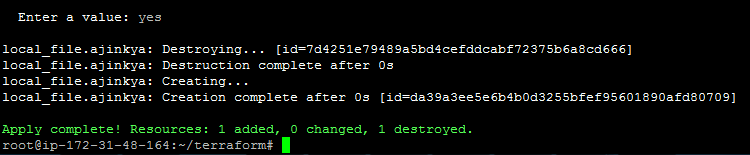 Enter a value: yes
local_file.ajinkya: Destroying... [id=7d4251e79489a5bd4cefddcabf72375b6a8cd666]
local_file.ajinkya: Destruction complete after 0s
local_file.ajinkya: Creating...
local_file.ajinkya: Creation complete after 0s [id=da39a3ee5e6b4b0d3255bfef95601890afd80709]
Apply complete! Resources: 1 added, 0 changed, 1 destroyed.
root@ip-172-31-48-164:~/terraform#